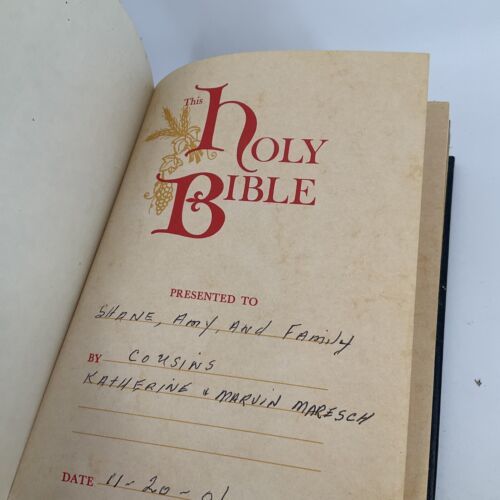 This
HOLY
BIBLE
PRESENTED TO
SHANE, Amy, AND FAmily
BY COUSINS
KATHERINE & MARVIN MARESCH
DATE 11-20-01